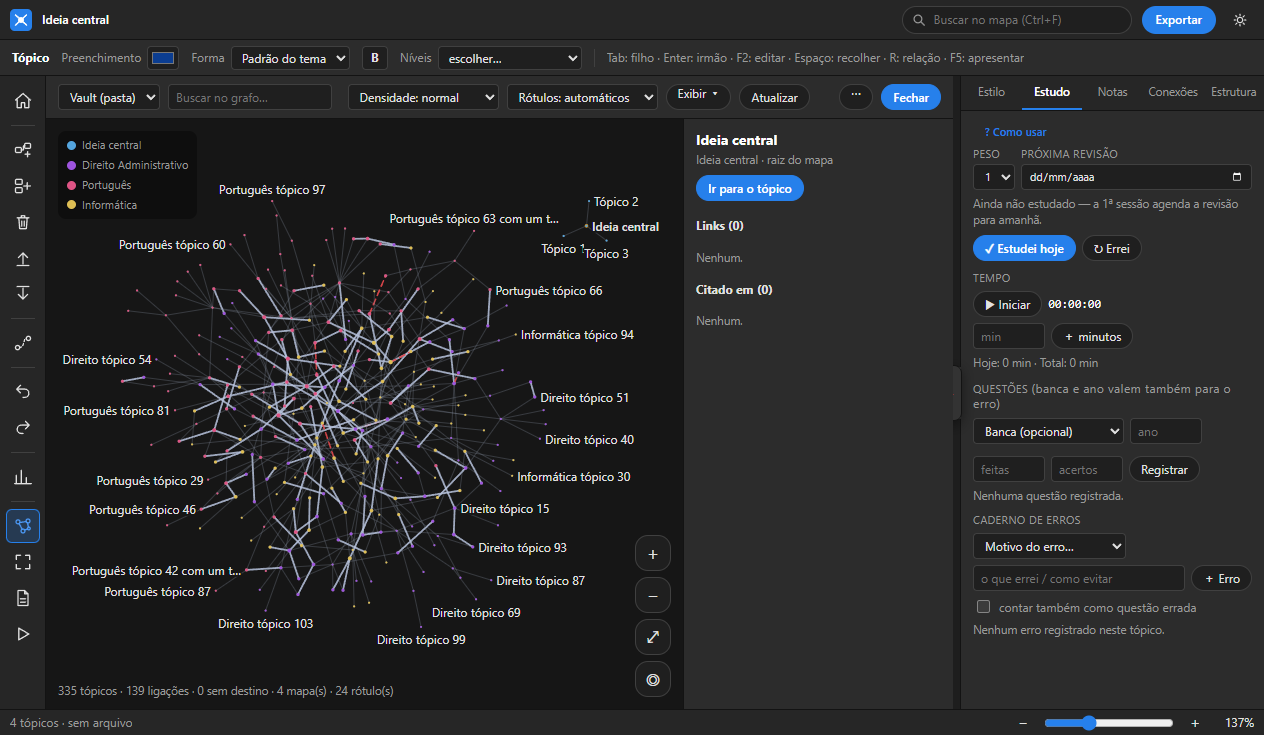 Ideia central
Buscar no mapa (Ctrl+F)
Exportar
Tópico
Preenchimento
Forma
Padrão do tema
B
Níveis
escolher...
Tab: filho · Enter: irmão · F2: editar · Espaço: recolher · R: relação · F5: apresentar
Vault (pasta)
Buscar no grafo...
Densidade: normal
Rótulos: automáticos
Exibir
Atualizar
...
Fechar
Ideia central
Direito Administrativo
Português
Informática
Português tópico 97
Tópico 2
Português tópico 63 com um t...
Ideia central
Português tópico 60
Tópico 1
Tópico 3
Português tópico 66
Informática tópico 94
Direito tópico 54
Direito tópico 51
Português tópico 81
Direito tópico 40
Informática tópico 30
Português tópico 29
Português tópico 46
Direito tópico 15
Direito tópico 93
Português tópico 42 com um t...
Direito tópico 87
Português tópico 87
Direito tópico 69
Direito tópico 103
Direito tópico 99
335 tópicos · 139 ligações · 0 sem destino · 4 mapa(s) · 24 rótulo(s)
Ideia central
Ideia central · raiz do mapa
Ir para o tópico
Links (0)
Nenhum.
Citado em (0)
Nenhum.
Estilo
Estudo
Notas
Conexões
Estrutura
? Como usar
PESO
PRÓXIMA REVISÃO
1
dd/mm/aaaa
Ainda não estudado — a 1ª sessão agenda a revisão
para amanhã.
✓ Estudei hoje
↻ Errei
TEMPO
▶ Iniciar
00:00:00
min
+ minutos
Hoje: 0 min · Total: 0 min
QUESTÕES (banca e ano valem também para o
erro)
Banca (opcional)
ano
feitas
acertos
Registrar
Nenhuma questão registrada.
CADERNO DE ERROS
Motivo do erro...
o que errei / como evitar
+ Erro
contar também como questão errada
Nenhum erro registrado neste tópico.
4 tópicos · sem arquivo
137%